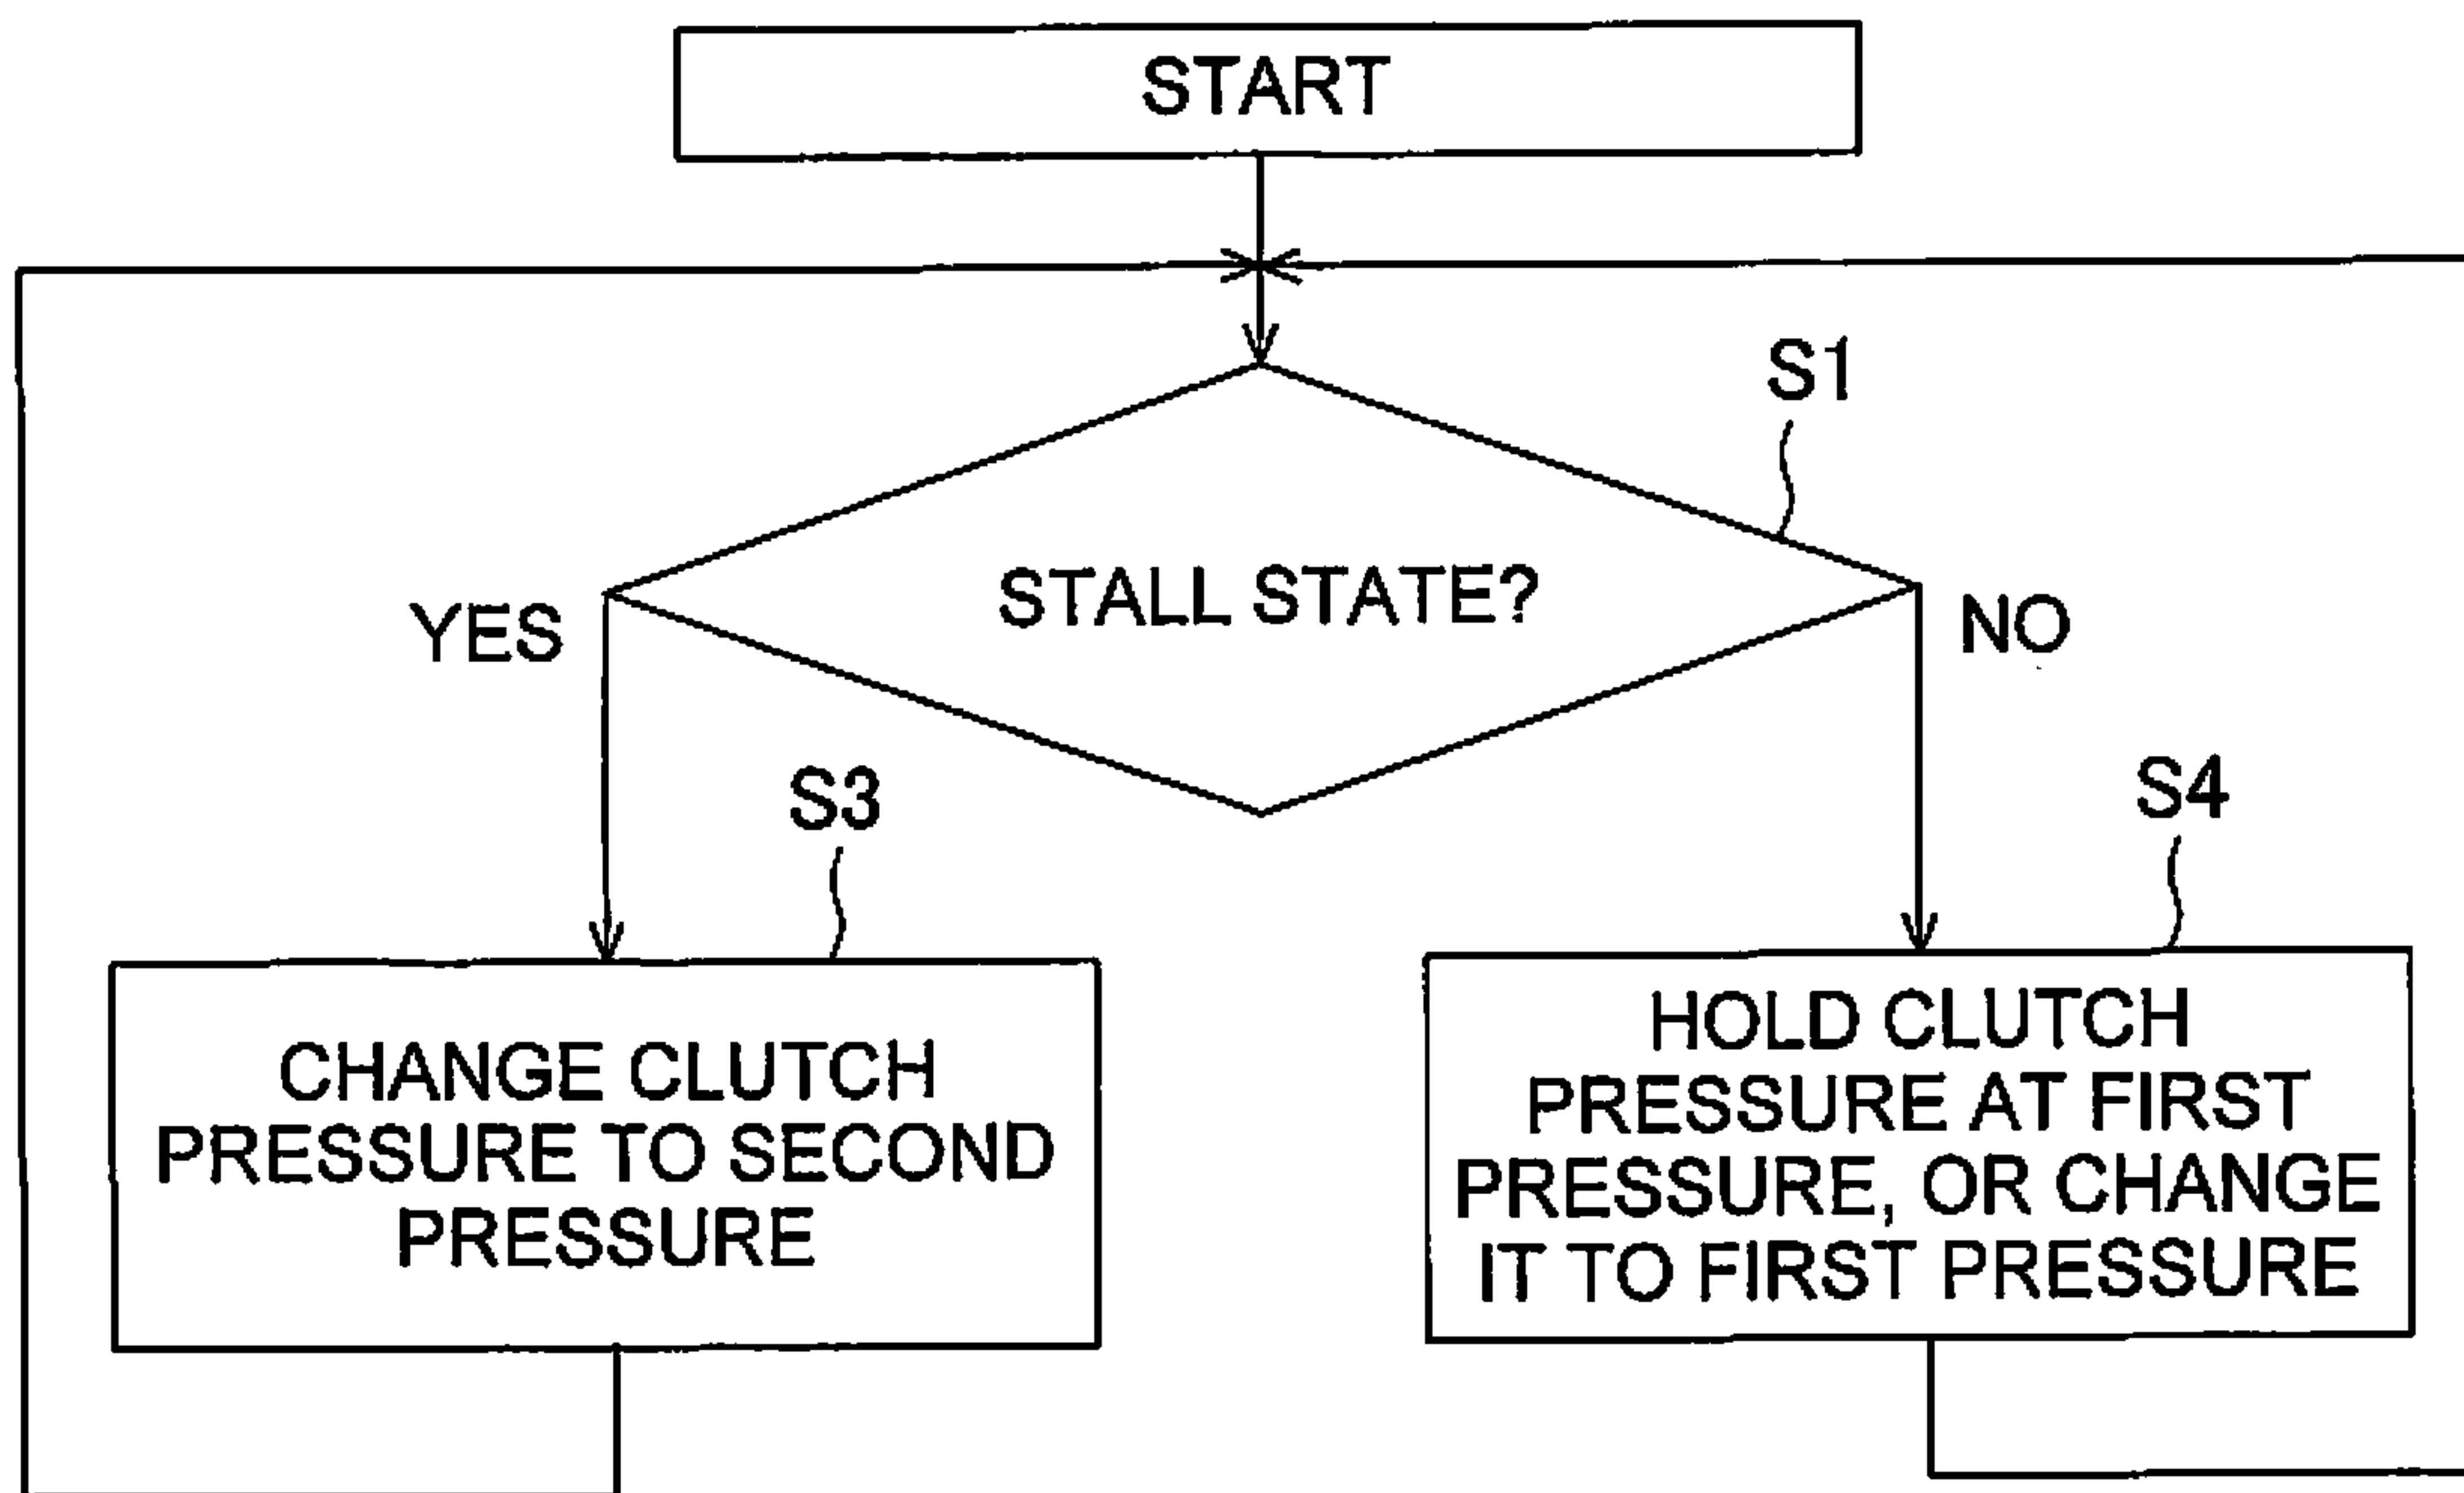 START
S1
STALL STATE?
YES
NO
S3
S4
CHANGE CLUTCH
PRESSURE TO SECOND
PRESSURE
HOLD CLUTCH
PRESSURE AT FIRST
PRESSURE, OR CHANGE
IT TO FIRST PRESSURE